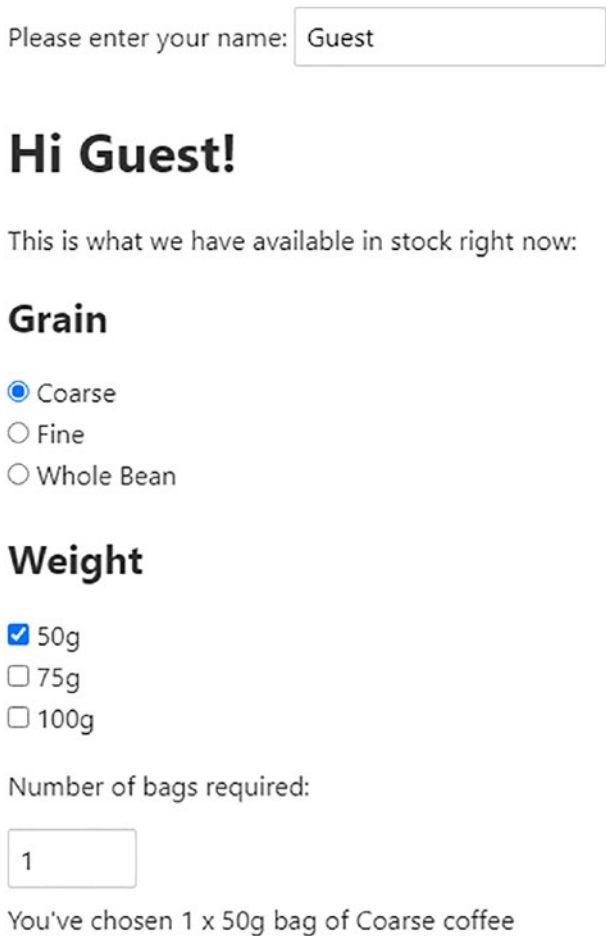 Please enter your name: Guest
Hi Guest!
This is what we have available in stock right now:
Grain
Coarse
Fine
Whole Bean
Weight
50g
75g
100g
Number of bags required:
1
You've chosen 1 x 50g bag of Coarse coffee